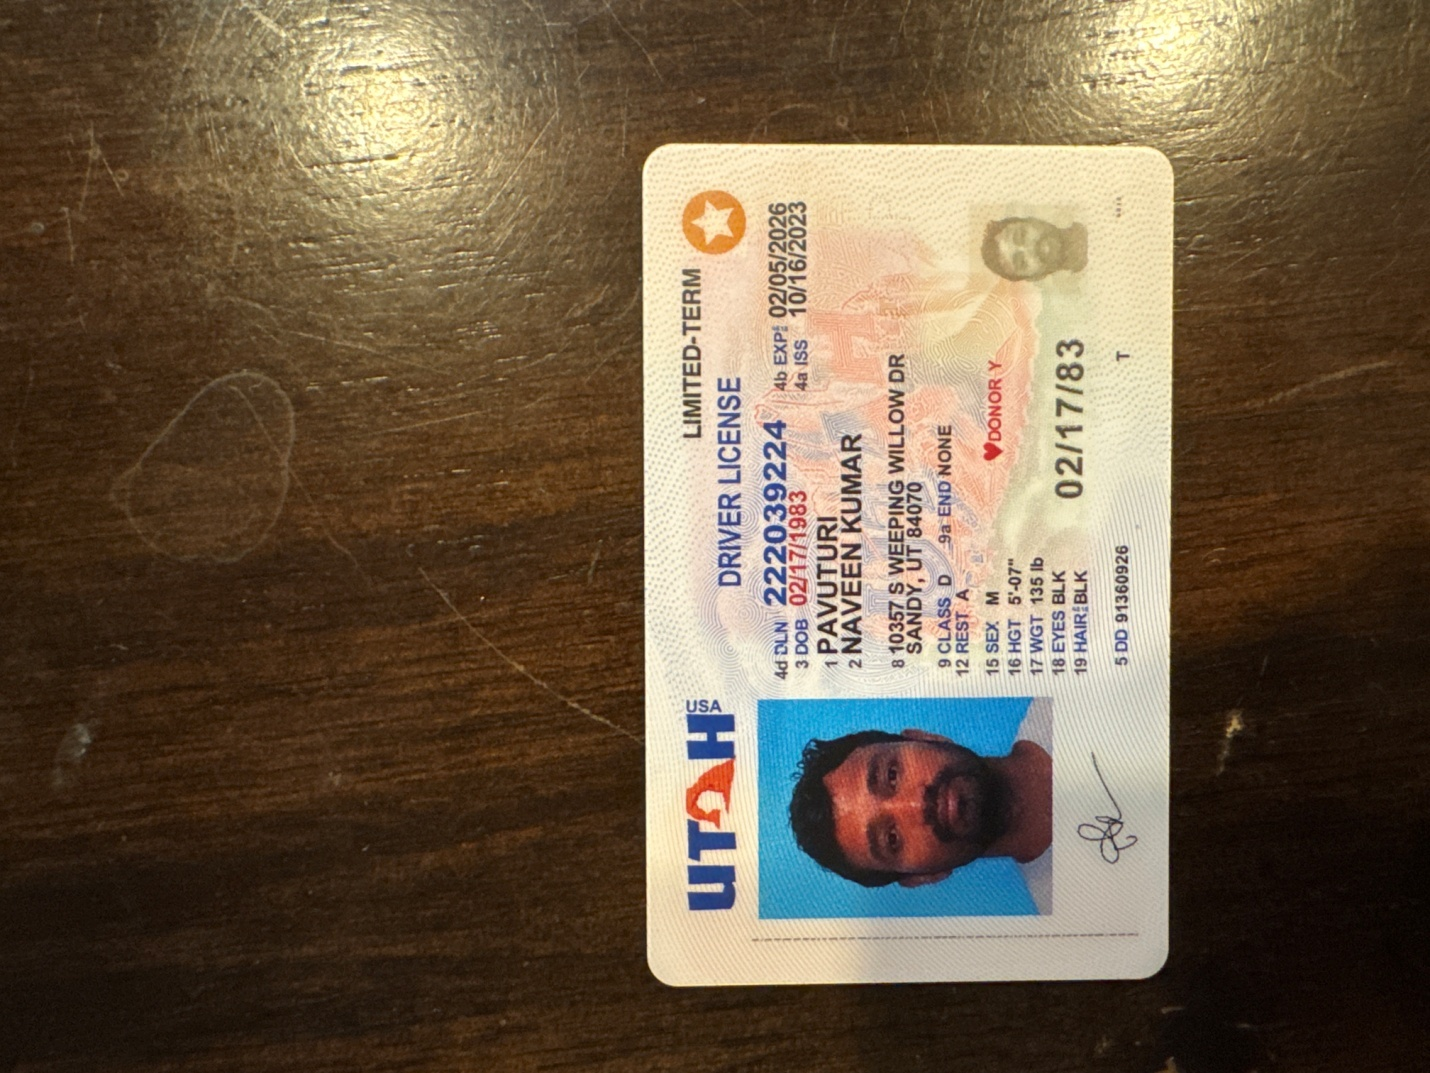 UTAH USA
LIMITED-TERM
DRIVER LICENSE
4d DLN 222039224
4b EXP 02/05/2026
3 DOB 02/17/1983
4a ISS 10/16/2023
1 PAVUTURI
2 NAVEEN KUMAR
8 10357 S WEEPING WILLOW DR
SANDY, UT 84070
9 CLASS D 9a END NONE
12 REST A
15 SEX M
16 HGT 5'-07"
17 WGT 135 lb
18 EYES BLK
19 HAIR BLK
DONOR Y
02/17/83
5 DD 91360926
T